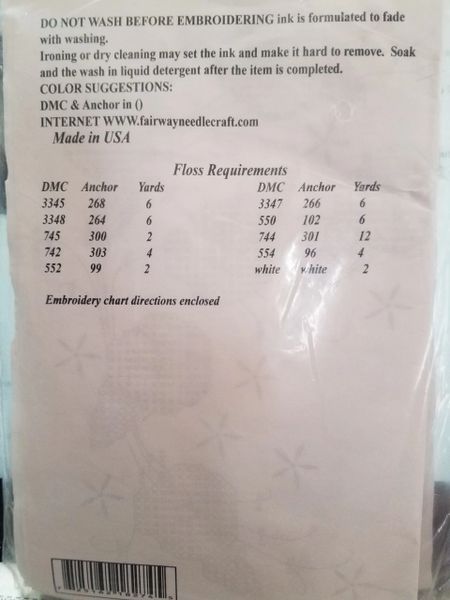 DO NOT WASH BEFORE EMBROIDERING ink is formulated to fade
with washing.
Ironing or dry cleaning may set the ink and make it hard to remove. Soak
and the wash in liquid detergent after the item is completed.
COLOR SUGGESTIONS:
DMC & Anchor in ()
INTERNET WWW.fairwayneedlecraft.com
Made in USA
Floss Requirements
DMC Anchor Yards DMC Anchor Yards
3345 268 6 3347 266 6
3348 264 6 550 102 6
745 300 2 744 301 12
742 303 4 554 96 4
552 99 2 white white 2
Embroidery chart directions enclosed